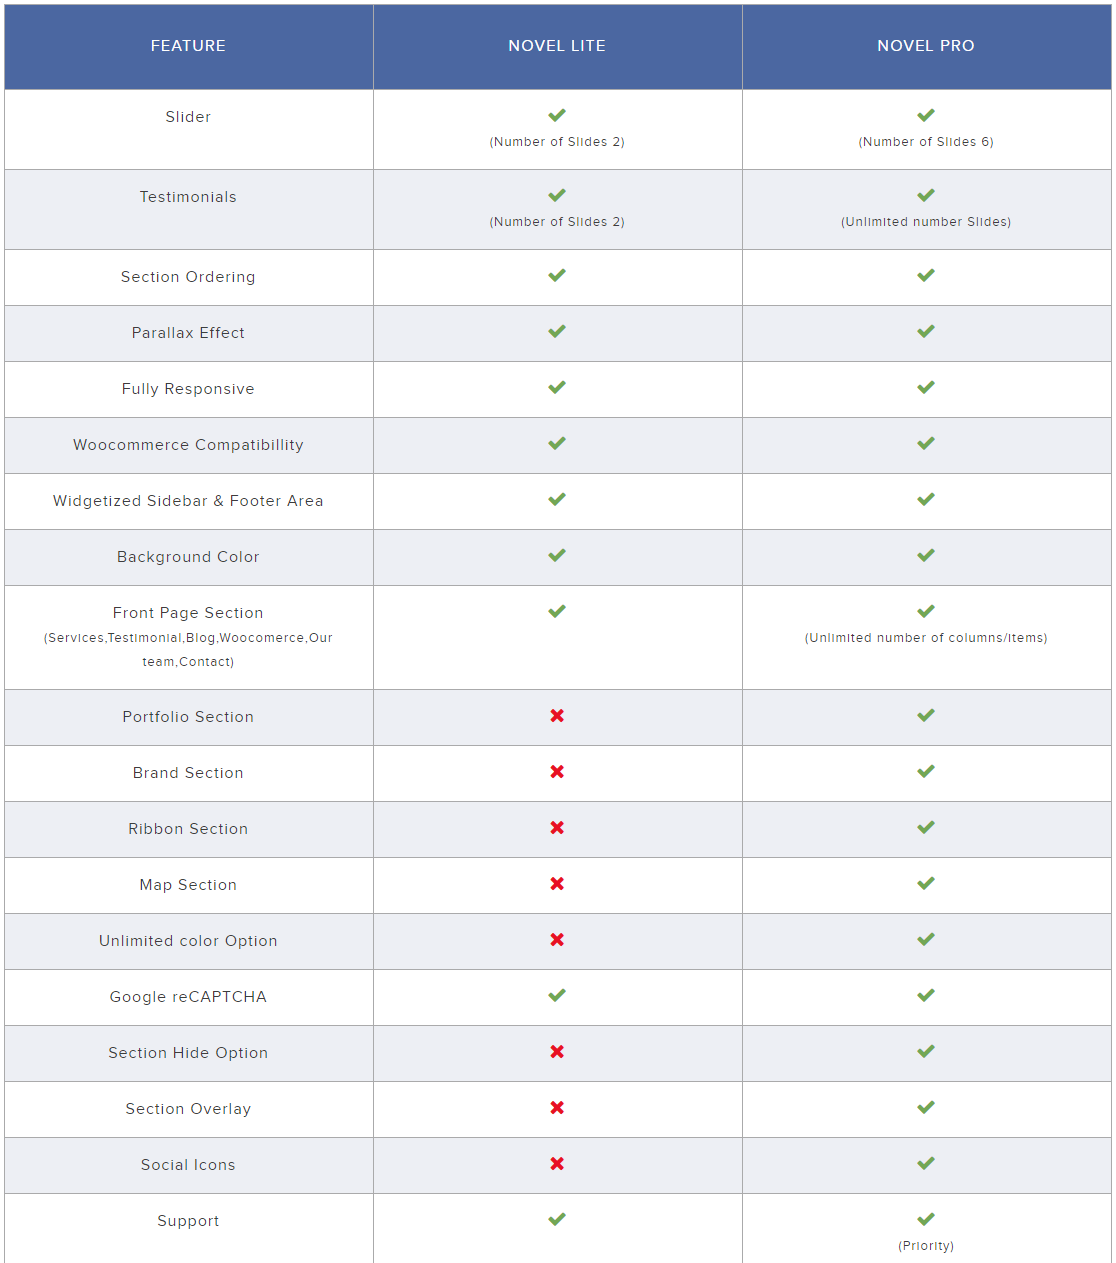 FEATURE NOVEL LITE NOVEL PRO
Slider
(Number of Slides 2) (Number of Slides 6)
Testimonials
(Number of Slides 2) (Unlimited number Slides)
Section Ordering
Parallax Effect
Fully Responsive
Woocommerce Compatibillity
Widgetized Sidebar & Footer Area
Background Color
Front Page Section
(Services,Testimonial,Blog,Woocomerce,Our (Unlimited number of columns/items)
team,Contact)
Portfolio Section
Brand Section
Ribbon Section
Map Section
Unlimited color Option
Google reCAPTCHA
Section Hide Option
Section Overlay
Social Icons
Support
(Priority)